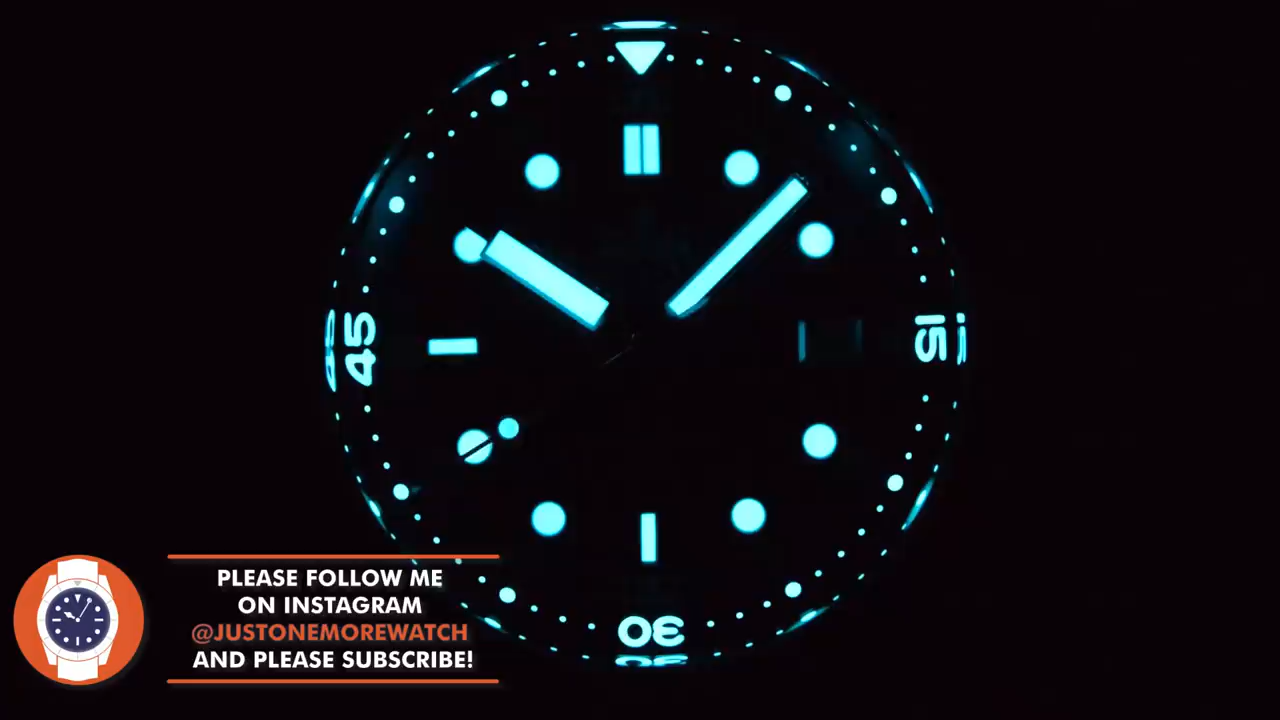 45
15
30
PLEASE FOLLOW ME
ON INSTAGRAM
@JUSTONEMOREWATCH
AND PLEASE SUBSCRIBE!